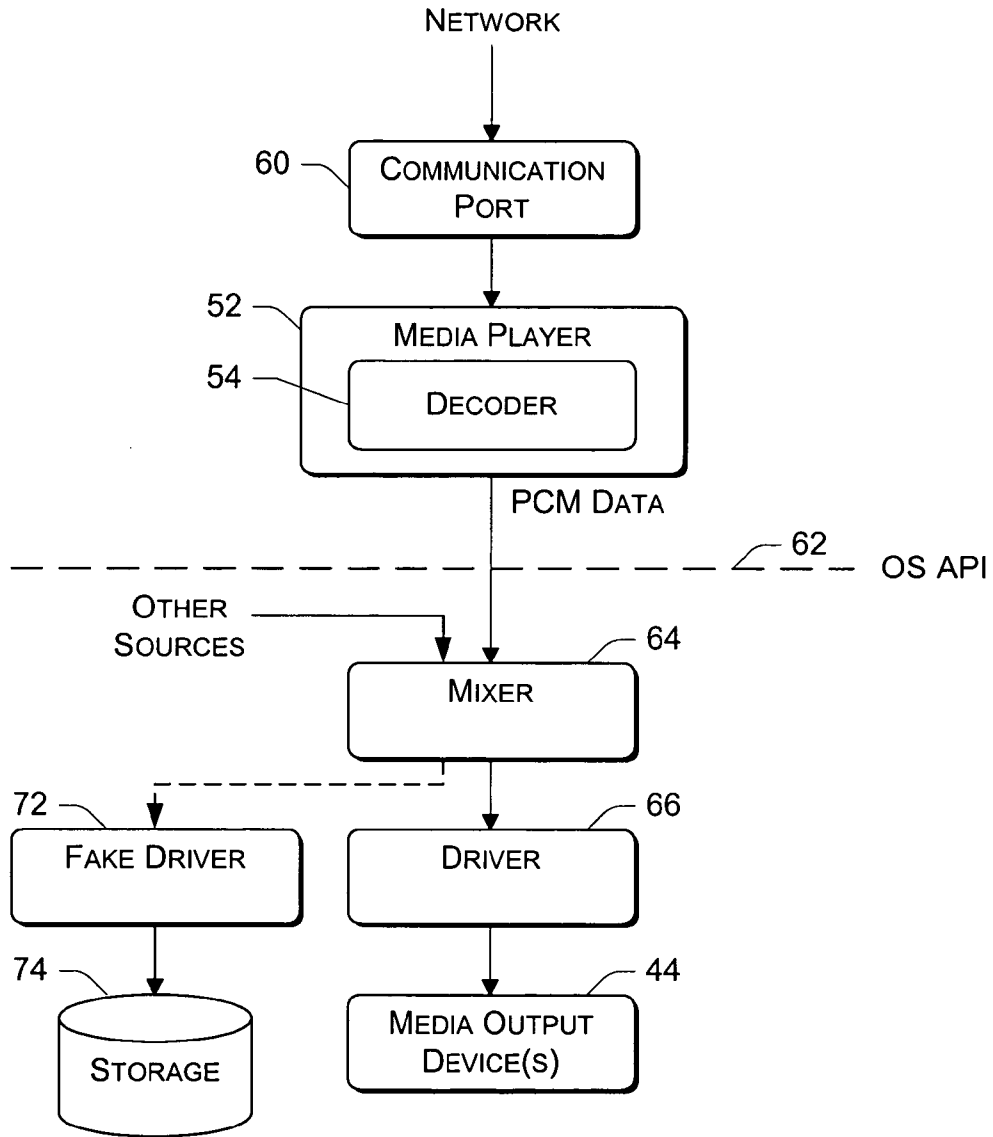 NETWORK
60
COMMUNICATION
PORT
52
MEDIA PLAYER
54
DECODER
PCM DATA
62
OS API
OTHER
SOURCES
64
MIXER
72
FAKE DRIVER
66
DRIVER
74
STORAGE
44
MEDIA OUTPUT
DEVICE(S)